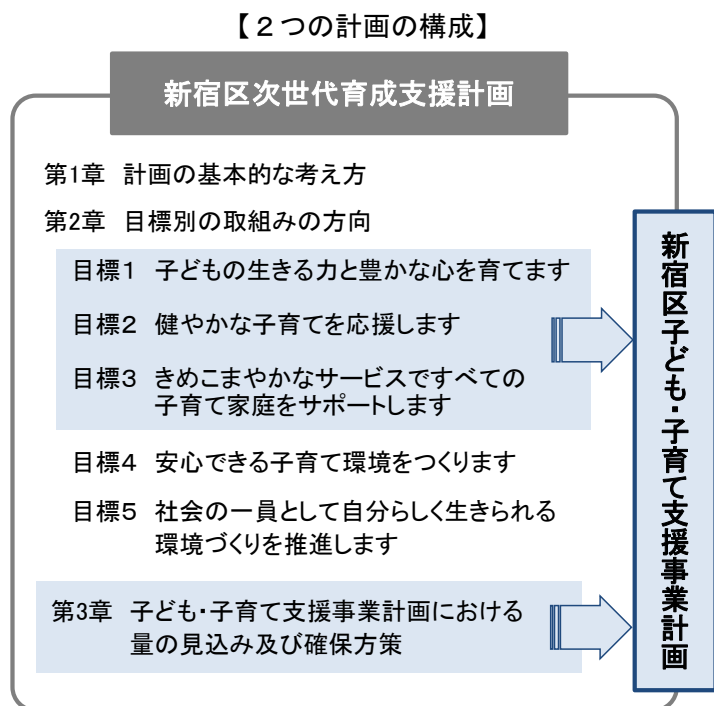 【２つの計画の構成】
新宿区次世代育成支援計画
第1章 計画の基本的な考え方
第2章 目標別の取組みの方向
目標１ 子どもの生きる力と豊かな心を育てます
目標２ 健やかな子育てを応援します
目標３ きめこまやかなサービスですべての
子育て家庭をサポートします
目標４ 安心できる子育て環境をつくります
目標５ 社会の一員として自分らしく生きられる
環境づくりを推進します
第3章 子ども・子育て支援事業計画における
量の見込み及び確保方策
新宿区子ども・子育て支援事業計画